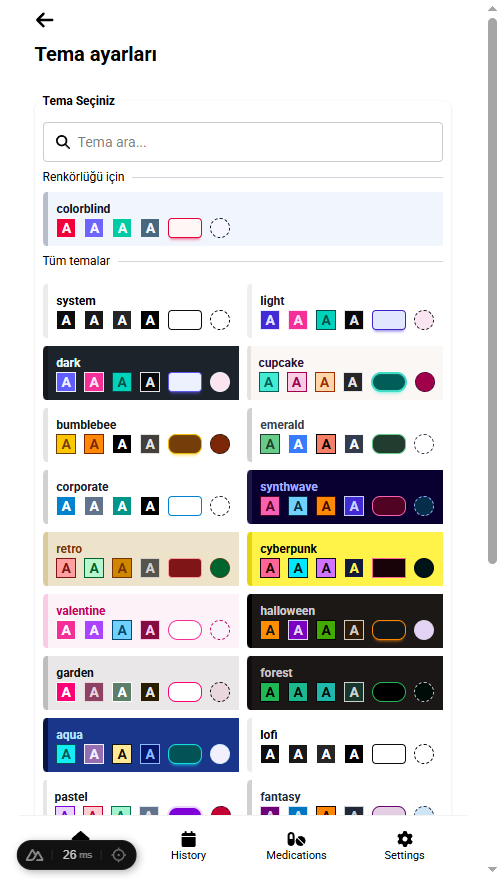 Tema ayarları
Tema Seçiniz
Tema ara...
Renkörlüğü için
colorblind
A A A A
Tüm temalar
system light
A A A A A A A A
dark cupcake
A A A A A A A A
bumblebee emerald
A A A A A A A A
corporate synthwave
A A A A A A A A
retro cyberpunk
A A A A A A A A
valentine halloween
A A A A A A A A
garden forest
A A A A A A A A
aqua lofi
A A A A A A A A
pastel fantasy
A A A A A A A A
26 ms
History Medications Settings